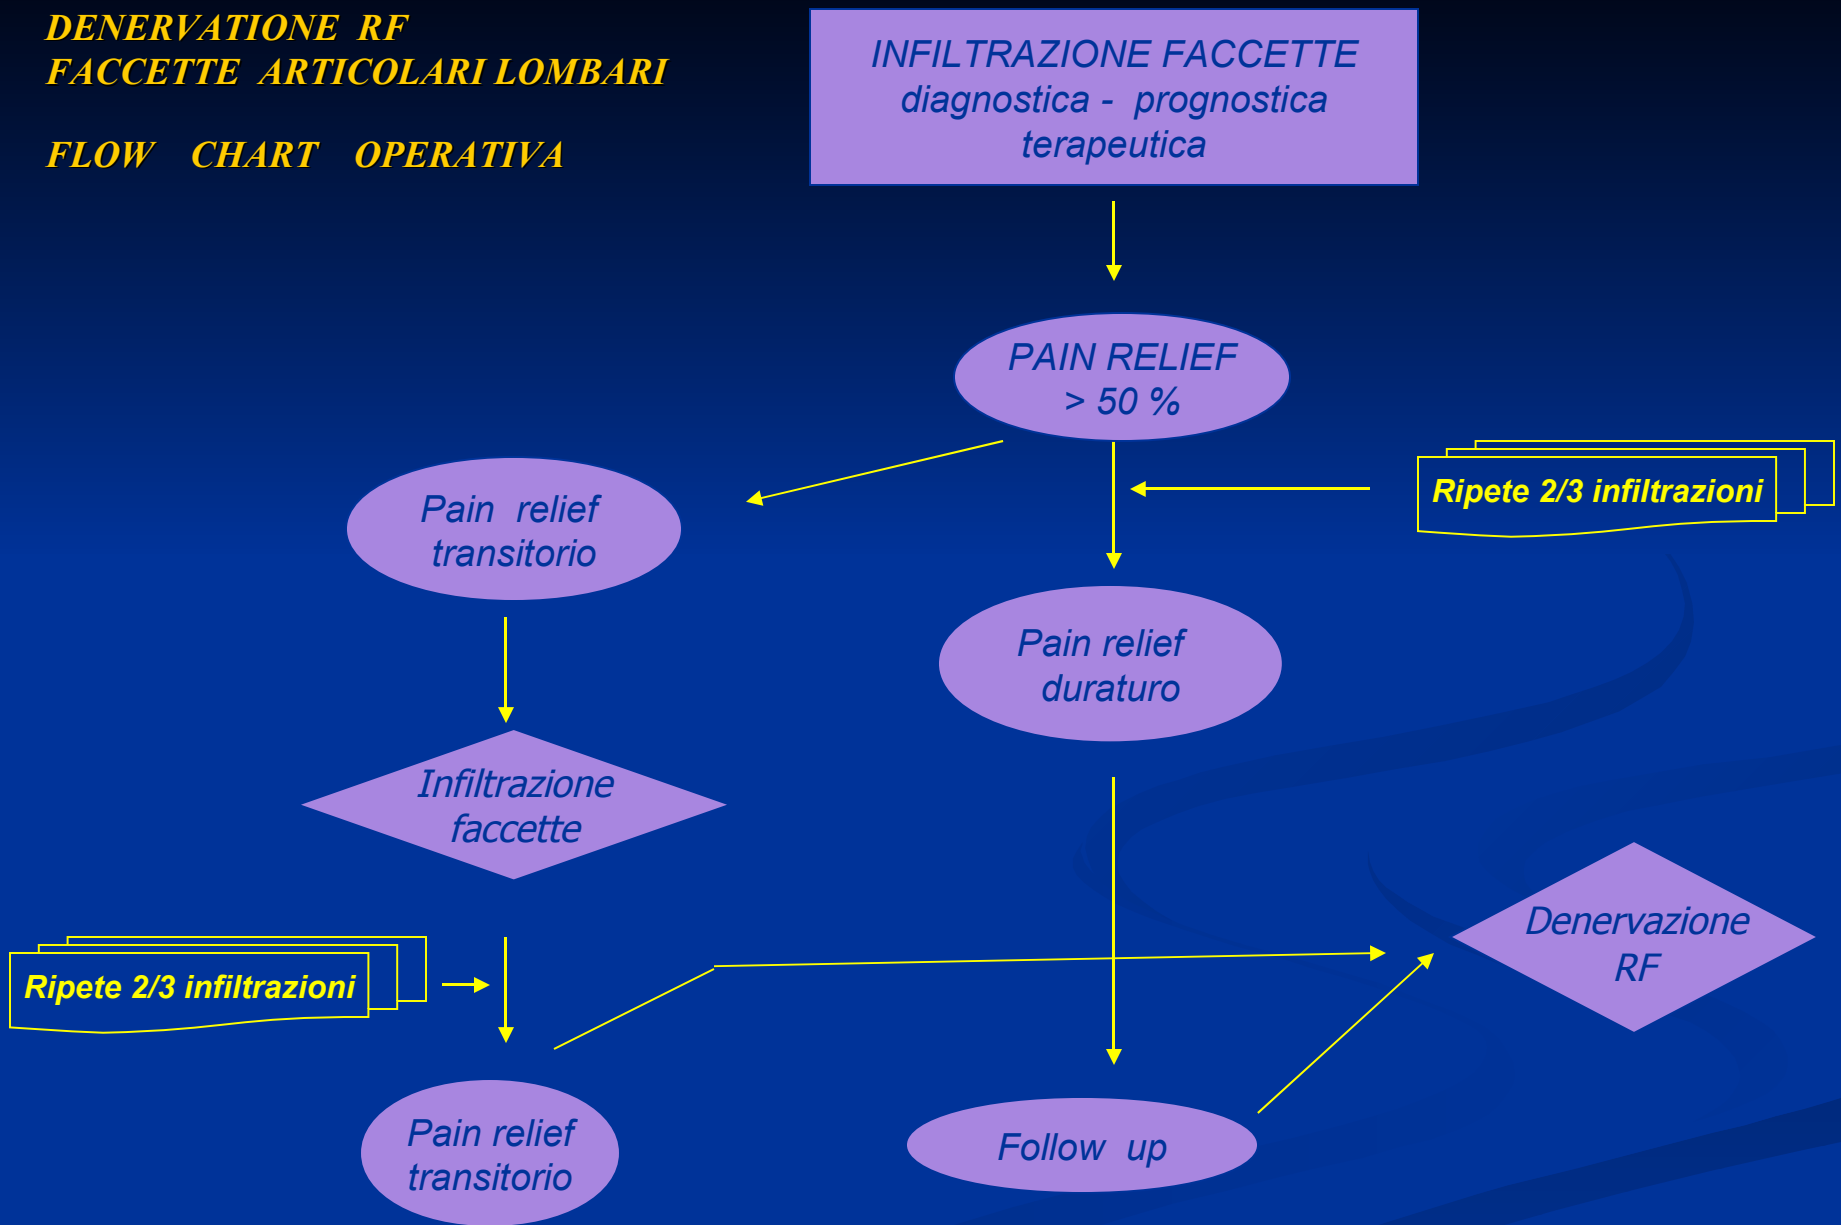 DENERVATIONE RF
FACCETTE ARTICOLARI LOMBARI
FLOW CHART OPERATIVA
INFILTRAZIONE FACCETTE
diagnostica - prognostica
terapeutica
PAIN RELIEF
> 50 %
Ripete 2/3 infiltrazioni
Pain relief
transitorio
Pain relief
duraturo
Infiltrazione
faccette
Denervazione
RF
Ripete 2/3 infiltrazioni
Pain relief
transitorio
Follow up